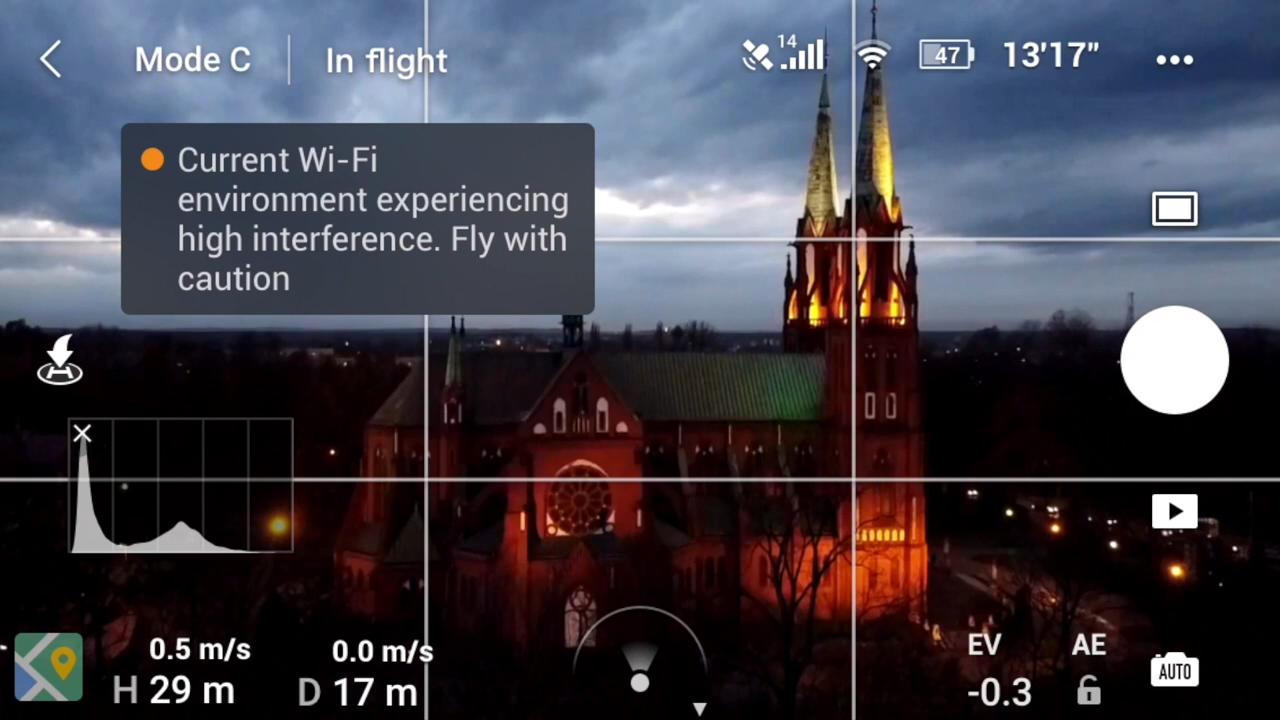 Mode C
In flight
14
47
13'17"
Current Wi-Fi
environment experiencing
high interference. Fly with
caution
0.5 m/s
0.0 m/s
H 29 m
D 17 m
EV
AE
-0.3
AUTO